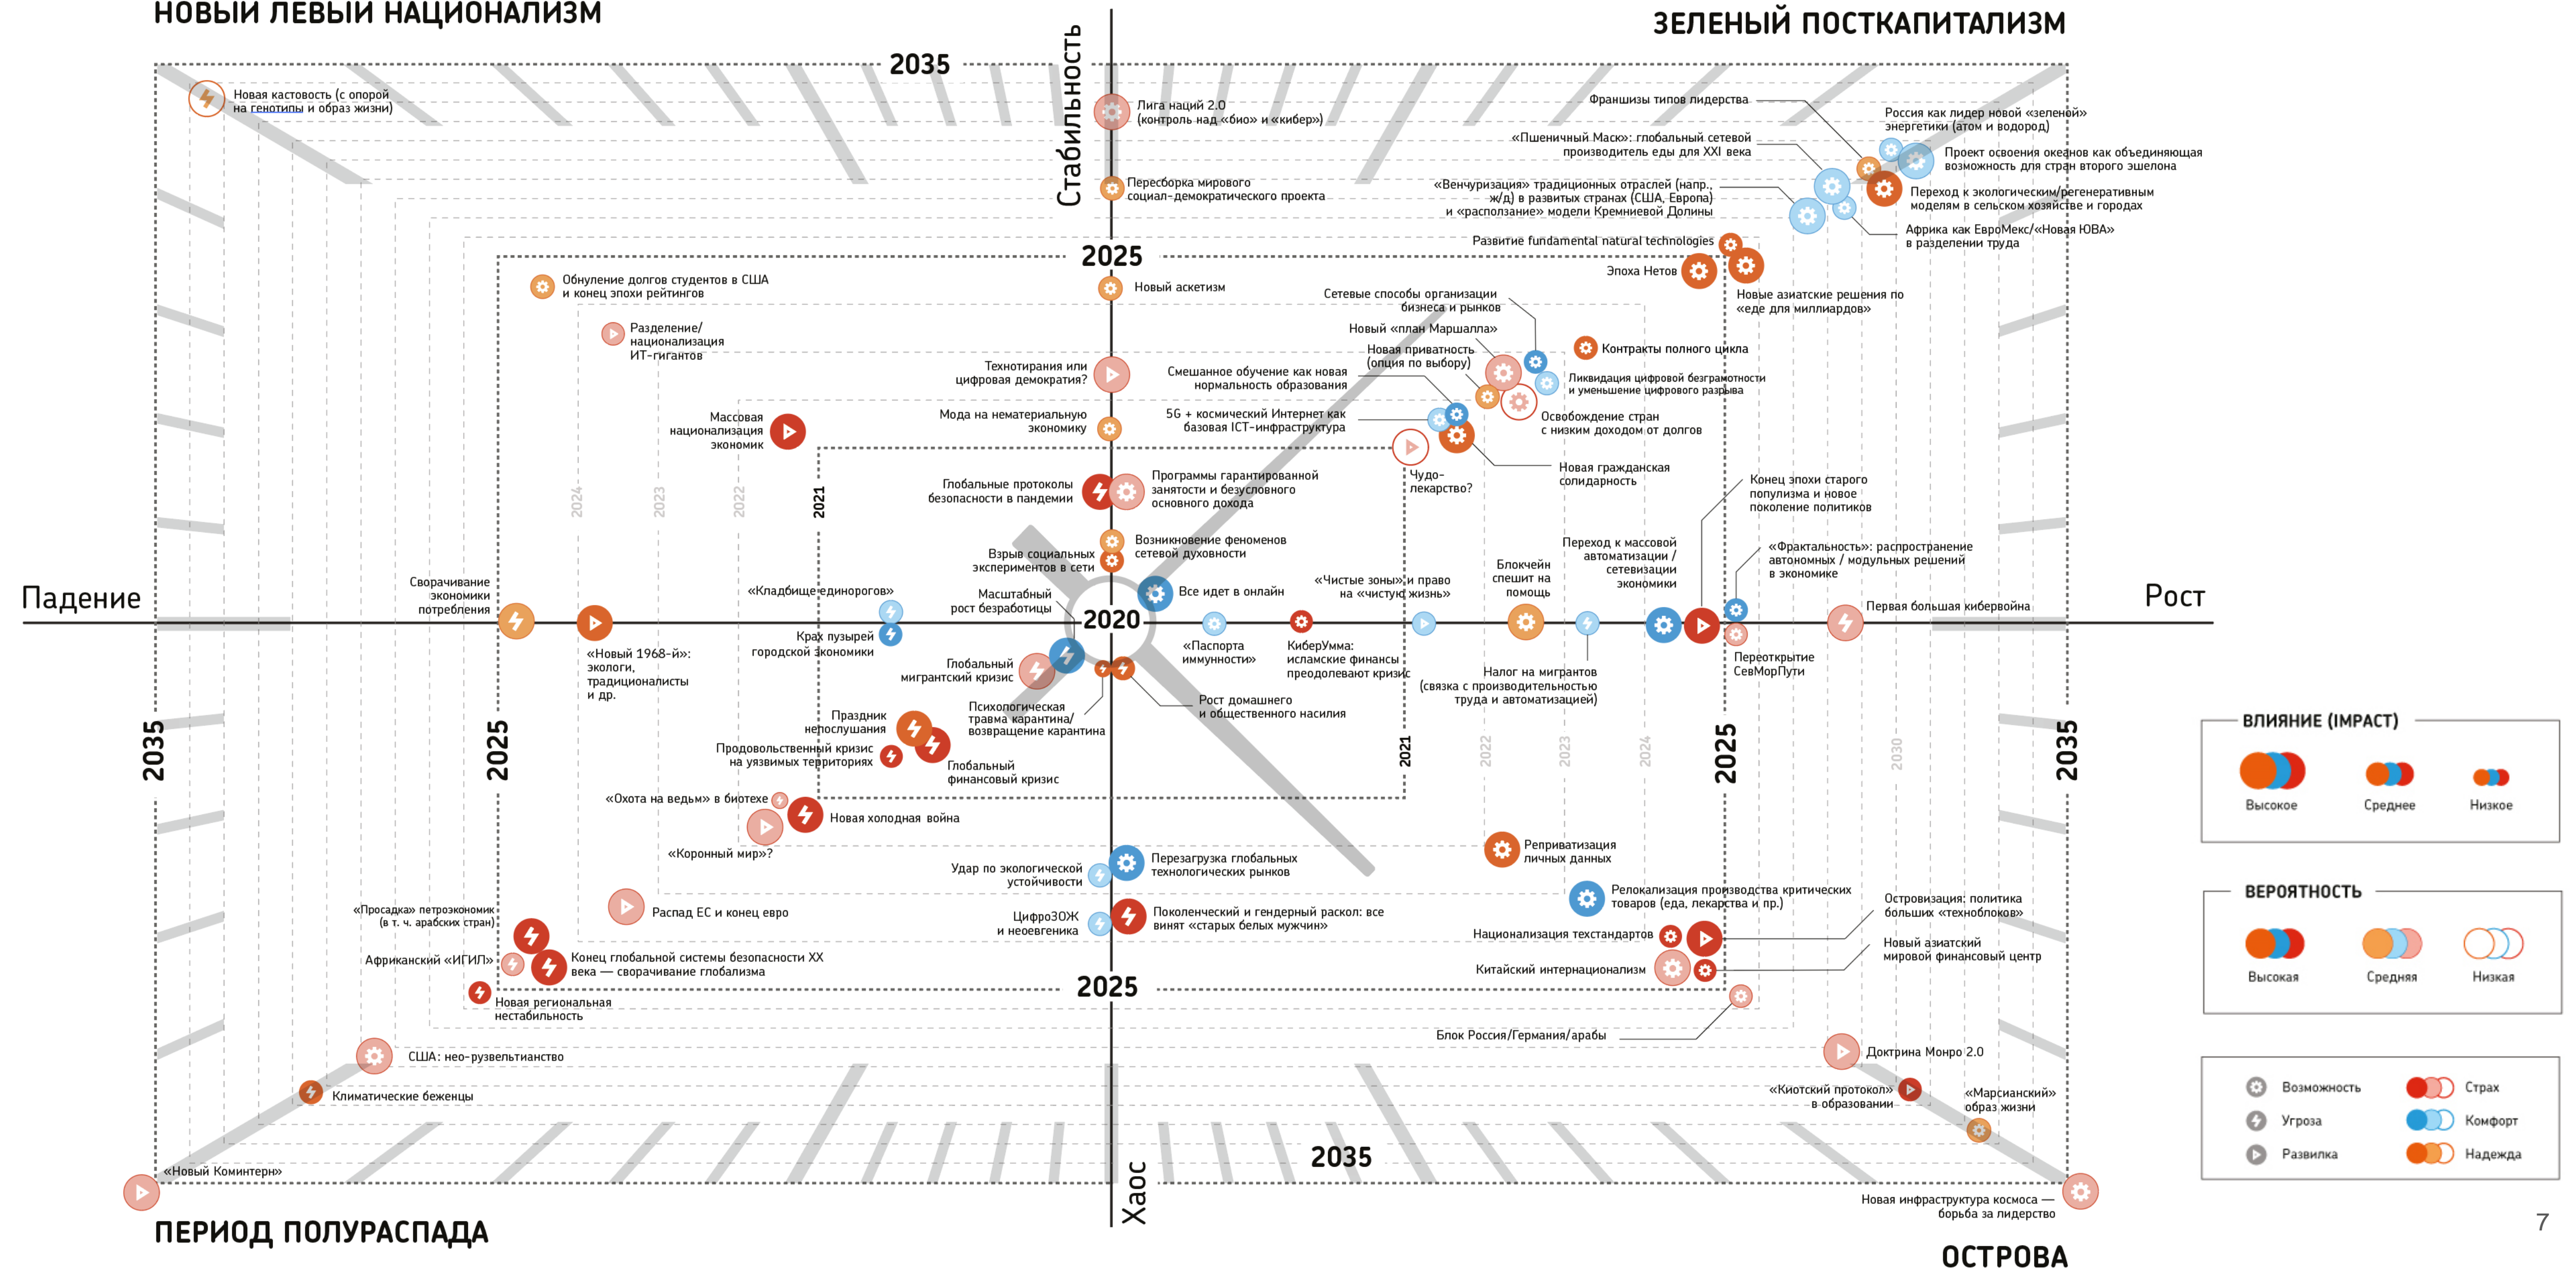 НОВЫЙ ЛЕВЫЙ НАЦИОНАЛИЗМ
ЗЕЛЕНЫЙ ПОСТКАПИТАЛИЗМ
Стабильность
2035
Новая кастовость (с опорой
на генотипы и образ жизни)
Лига наций 2.0
(контроль над «био» и «кибер»)
Пересборка мирового
социал-демократического проекта
Франшизы типов лидерства
Россия как лидер новой «зеленой»
энергетики (атом и водород)
«Пшеничный Маск»: глобальный сетевой
производитель еды для XXI века
Проект освоения океанов как объединяющая
возможность для стран второго эшелона
«Венчуризация» традиционных отраслей (напр.,
ж/д) в развитых странах (США, Европа)
и «расползание» модели Кремниевой Долины
Переход к экологическим/регенеративным
моделям в сельском хозяйстве и городах
Африка как ЕвроМекс/«Новая ЮВА»
в разделении труда
Развитие fundamental natural technologies
2025
Эпоха Нетов
Новые азиатские решения по
«еде для миллиардов»
Обнуление долгов студентов в США
и конец эпохи рейтингов
Новый аскетизм
Сетевые способы организации
бизнеса и рынков
Разделение/
национализация
ИТ-гигантов
Новый «план Маршалла»
Контракты полного цикла
Новая приватность
(опция по выбору)
Технотирания или
цифровая демократия?
Смешанное обучение как новая
нормальность образования
Ликвидация цифровой безграмотности
и уменьшение цифрового разрыва
Массовая
национализация
экономик
Мода на нематериальную
экономику
5G + космический Интернет как
базовая ICT-инфраструктура
Освобождение стран
с низким доходом от долгов
Чудо-
лекарство?
Новая гражданская
солидарность
2024
2023
2022
2021
Глобальные протоколы
безопасности в пандемии
Программы гарантированной
занятости и безусловного
основного дохода
Конец эпохи старого
популизма и новое
поколение политиков
Взрыв социальных
экспериментов в сети
Возникновение феноменов
сетевой духовности
Переход к массовой
автоматизации /
сетевизации
экономики
«Фрактальность»: распространение
автономных / модульных решений
в экономике
Падение
Сворачивание
экономики
потребления
«Кладбище единорогов»
Масштабный
рост безработицы
Все идет в онлайн
«Чистые зоны» и право
на «чистую жизнь»
Блокчейн
спешит на
помощь
Первая большая кибервойна
Рост
2020
«Новый 1968-й»:
экологи,
традиционалисты
и др.
Крах пузырей
городской экономики
Глобальный
мигрантский кризис
«Паспорта
иммунности»
КиберУмма:
исламские финансы
преодолевают кризис
Налог на мигрантов
(связка с производительностью
труда и автоматизацией)
Переоткрытие
СевМорПути
Психологическая
травма карантина/
возвращение карантина
Рост домашнего
и общественного насилия
2035
2025
Праздник
непослушания
Продовольственный кризис
на уязвимых территориях
Глобальный
финансовый кризис
2021
2022
2023
2024
2025
2030
2035
«Охота на ведьм» в биотехе
Новая холодная война
«Коронный мир»?
Удар по экологической
устойчивости
Перезагрузка глобальных
технологических рынков
Реприватизация
личных данных
Распад ЕС и конец евро
ЦифроЗОЖ
и неоевгеника
Поколенческий и гендерный раскол: все
винят «старых белых мужчин»
Релокализация производства критических
товаров (еда, лекарства и пр.)
Островизация: политика
больших «техноблоков»
«Просадка» петроэкономик
(в т. ч. арабских стран)
Национализация техстандартов
Африканский «ИГИЛ»
Конец глобальной системы безопасности XX
века — сворачивание глобализма
Китайский интернационализм
Новый азиатский
мировой финансовый центр
Новая региональная
нестабильность
2025
Блок Россия/Германия/арабы
США: нео-рузвельтианство
Доктрина Монро 2.0
Климатические беженцы
«Киотский протокол»
в образовании
«Марсианский»
образ жизни
2035
Хаос
«Новый Коминтерн»
Новая инфраструктура космоса —
борьба за лидерство
ПЕРИОД ПОЛУРАСПАДА
ОСТРОВА
ВЛИЯНИЕ (IMPACT)
Высокое
Среднее
Низкое
ВЕРОЯТНОСТЬ
Высокая
Средняя
Низкая
Возможность
Страх
Угроза
Комфорт
Развилка
Надежда
7